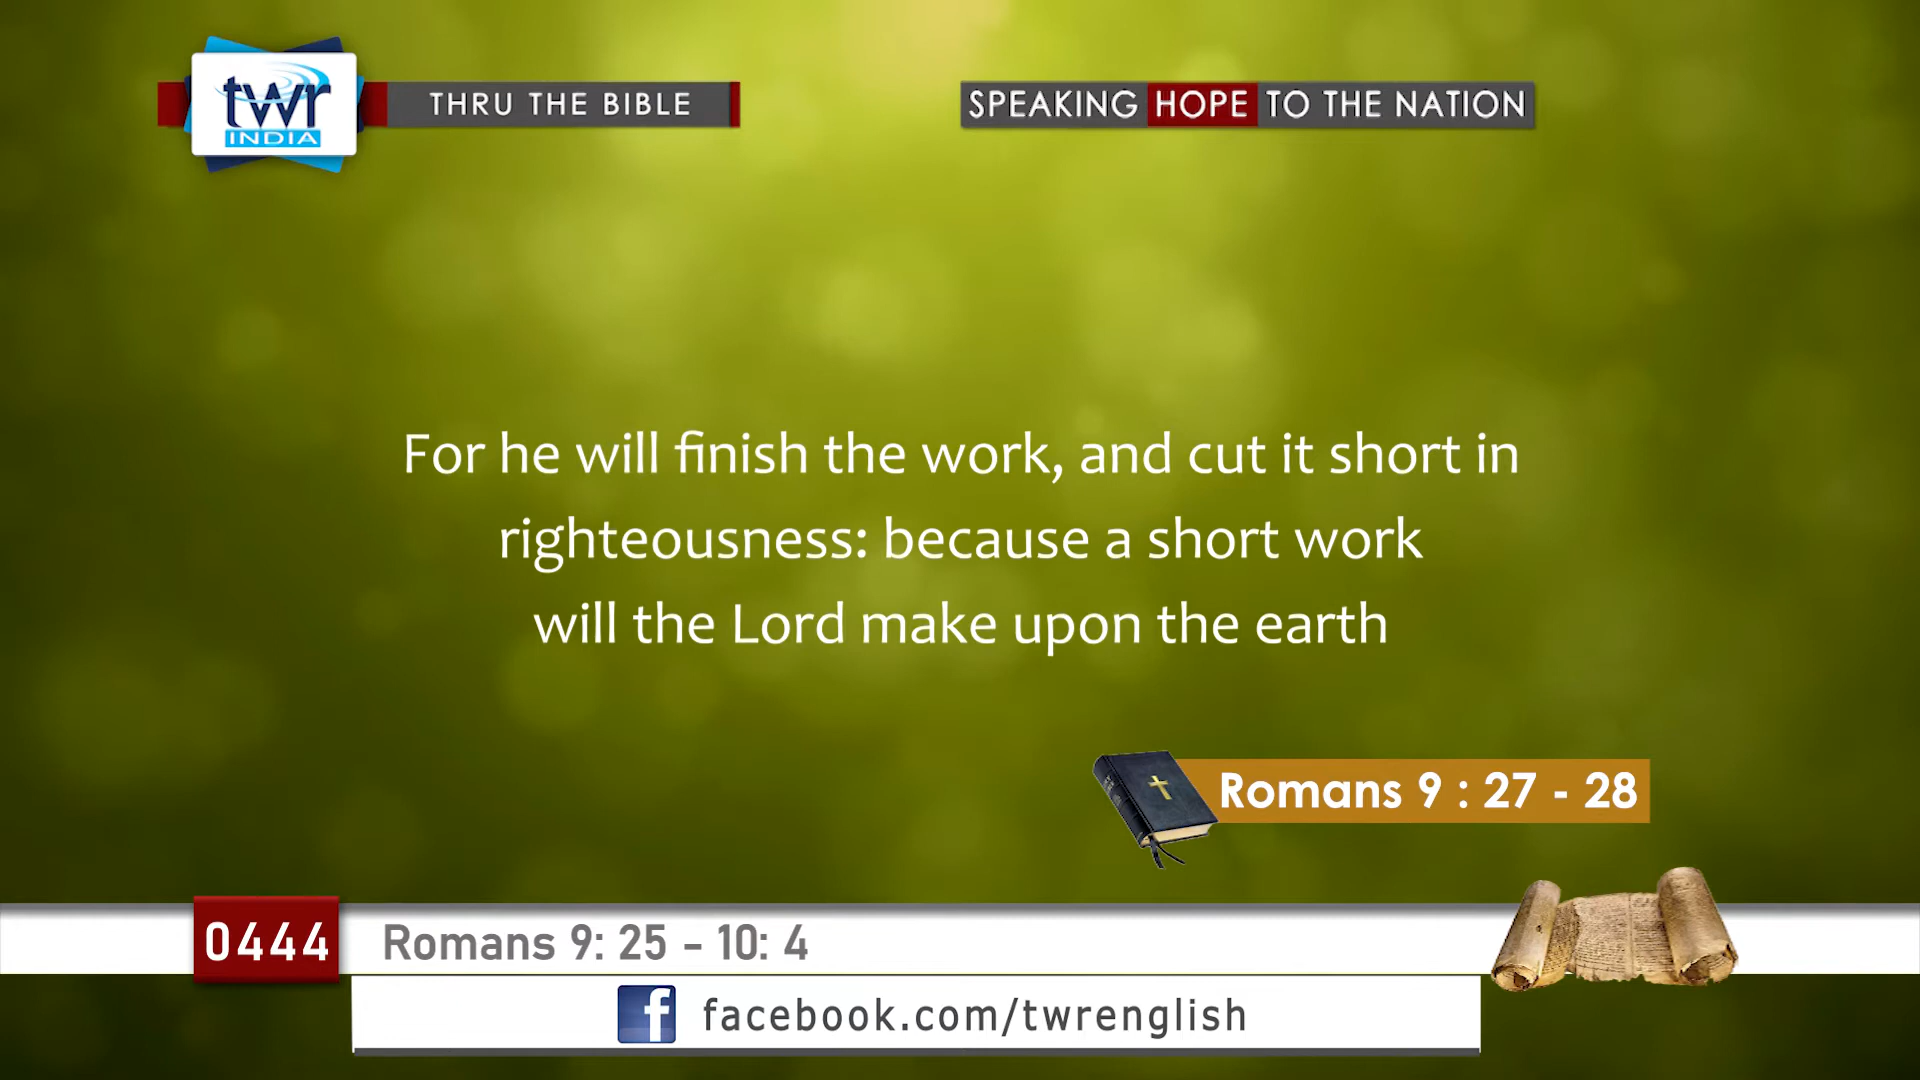 twr
INDIA
THRU THE BIBLE
SPEAKING HOPE TO THE NATION
For he will finish the work, and cut it short in
righteousness: because a short work
will the Lord make upon the earth
Romans 9 : 27 - 28
0444
Romans 9: 25 - 10: 4
f
facebook.com/twrenglish